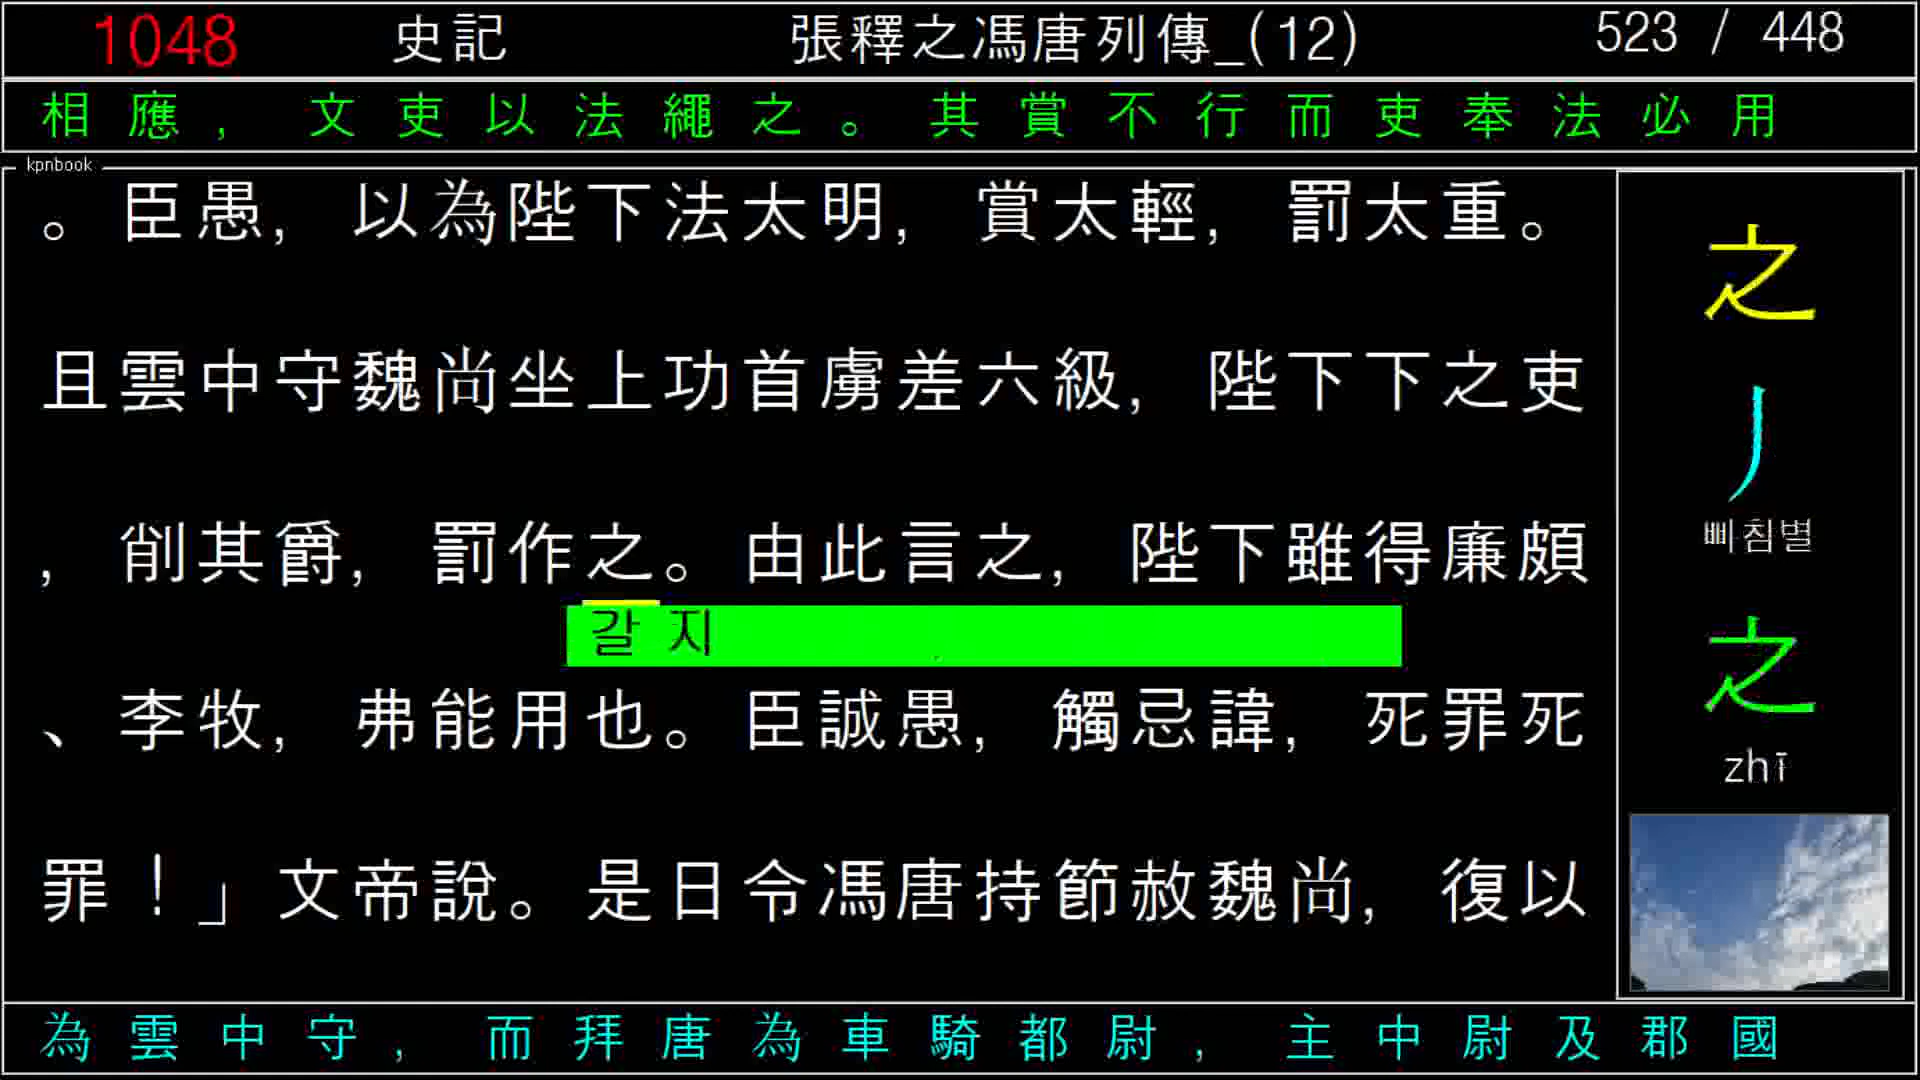 1048 史記 張釋之馮唐列傳_(12) 523 / 448
相應, 文吏以法繩之。其賞不行而吏奉法必用
kpnbook
。臣愚, 以為陛下法太明, 賞太輕, 罰太重。
且雲中守魏尚坐上功首虜差六級, 陛下下之吏
, 削其爵, 罰作之。由此言之, 陛下雖得廉頗
갈 지
、李牧, 弗能用也。臣誠愚, 觸忌諱, 死罪死
罪！」文帝說。是日令馮唐持節赦魏尚, 復以
之
丿
삐침별
之
zhī
為雲中守, 而拜唐為車騎都尉, 主中尉及郡國